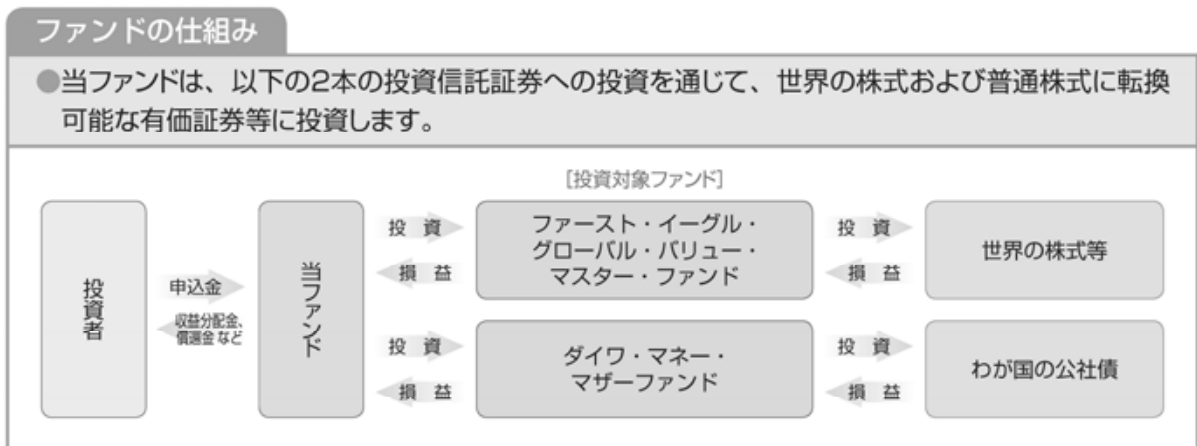 ファンドの仕組み
●当ファンドは、以下の2本の投資信託証券への投資を通じて、世界の株式および普通株式に転換
可能な有価証券等に投資します。
[投資対象ファンド]
投資者
申込金
収益分配金、
償還金 など
当ファンド
投 資
損 益
ファースト・イーグル・
グローバル・バリュー・
マスター・ファンド
投 資
損 益
世界の株式等
投 資
損 益
ダイワ・マネー・
マザーファンド
投 資
損 益
わが国の公社債